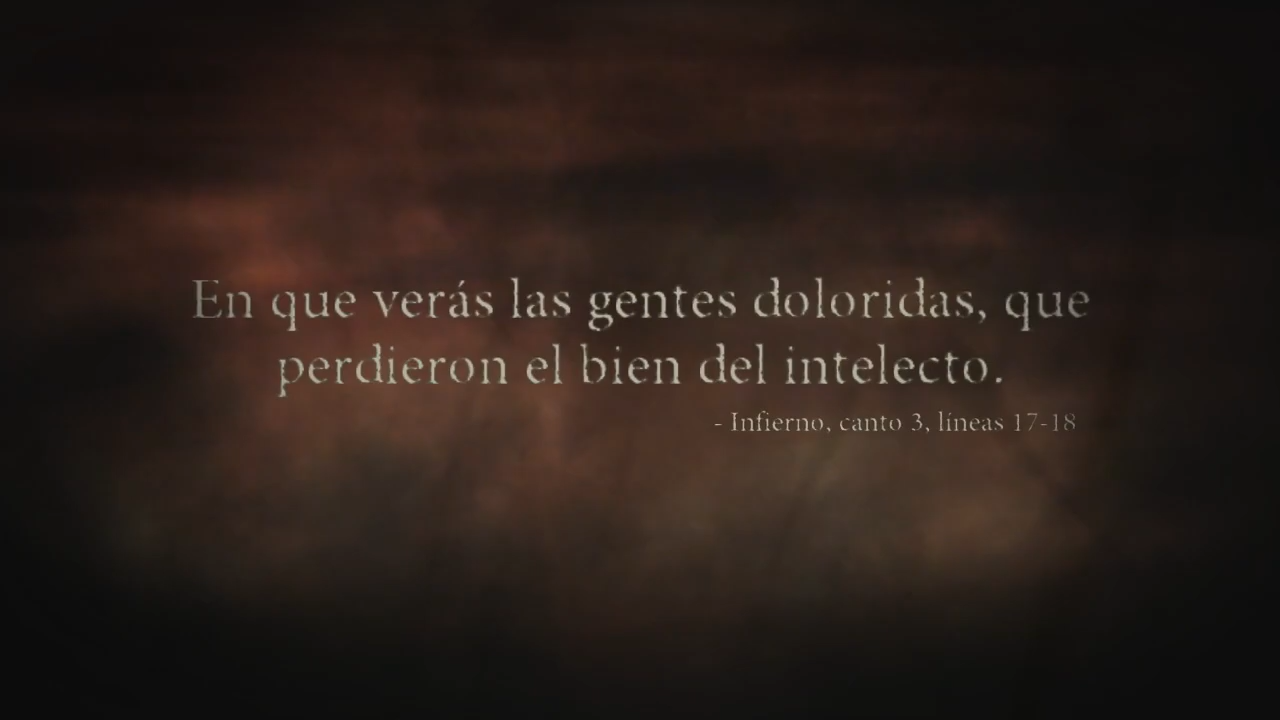 En que verás las gentes doloridas, que
perdieron el bien del intelecto.
- Infierno, canto 3, líneas 17-18